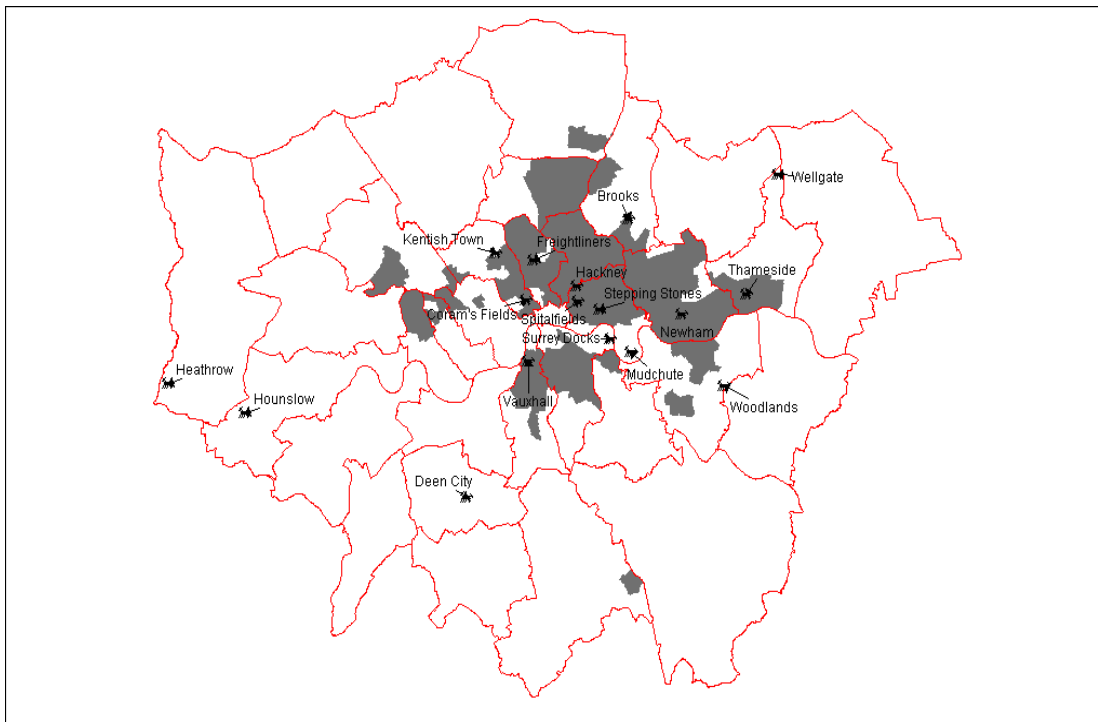 Wellgate
Brooks
Kentish Town
Freightliners
Thameside
Hackney
Stepping Stones
Coram's Fields
Spitalfields
Newham
Surrey Docks
Mudchute
Heathrow
Hounslow
Vauxhall
Woodlands
Deen City